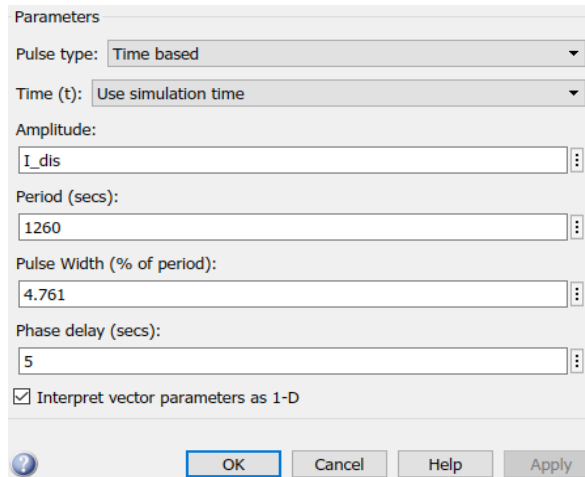 Parameters
Pulse type: Time based
Time (t): Use simulation time
Amplitude:
I_dis
Period (secs):
1260
Pulse Width (% of period):
4.761
Phase delay (secs):
5
Interpret vector parameters as 1-D
? OK Cancel Help Apply